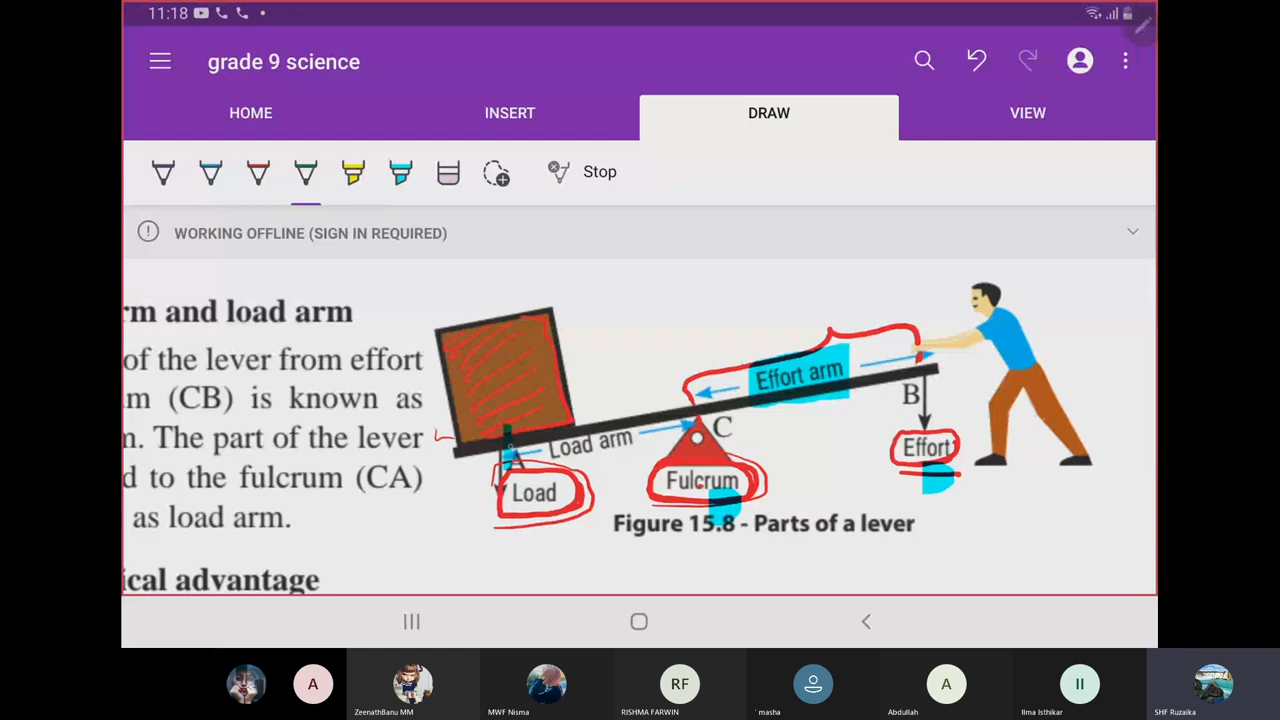 11:18
grade 9 science
HOME INSERT DRAW VIEW
Stop
WORKING OFFLINE (SIGN IN REQUIRED)
rm and load arm
of the lever from effort
m (CB) is known as
m. The part of the lever
d to the fulcrum (CA)
as load arm.
ical advantage
Effort arm
B
C
Load arm
A
Effort
Fulcrum
Load
Figure 15.8 - Parts of a lever
A
RF
A
II
ZeenathBanu MM
MWF Nisma
RISHMA FARWIN
' masha
Abdullah
Ilma Isthikar
SHF Ruzaika